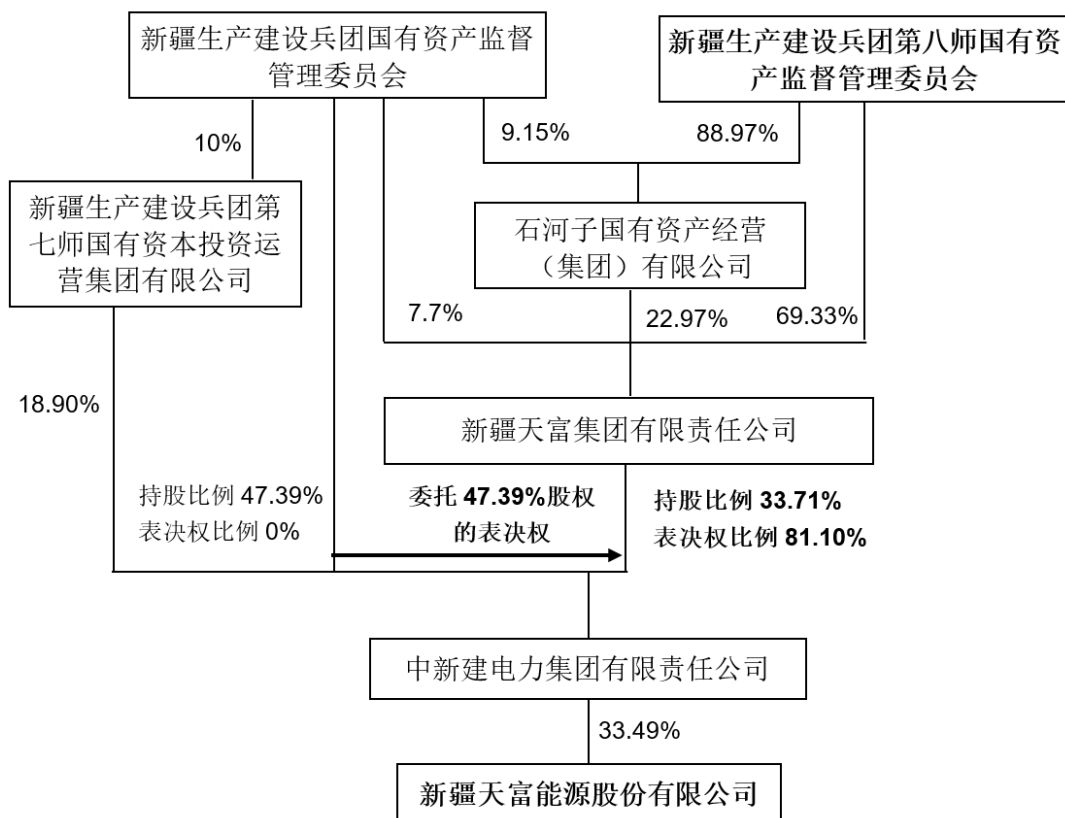 新疆生产建设兵团国有资产监督
管理委员会
新疆生产建设兵团第八师国有资
产监督管理委员会
10%
9.15%
88.97%
新疆生产建设兵团第
七师国有资本投资运
营集团有限公司
石河子国有资产经营
（集团）有限公司
7.7%
22.97%
69.33%
18.90%
新疆天富集团有限责任公司
持股比例 47.39%
表决权比例 0%
委托 47.39%股权
的表决权
持股比例 33.71%
表决权比例 81.10%
中新建电力集团有限责任公司
33.49%
新疆天富能源股份有限公司